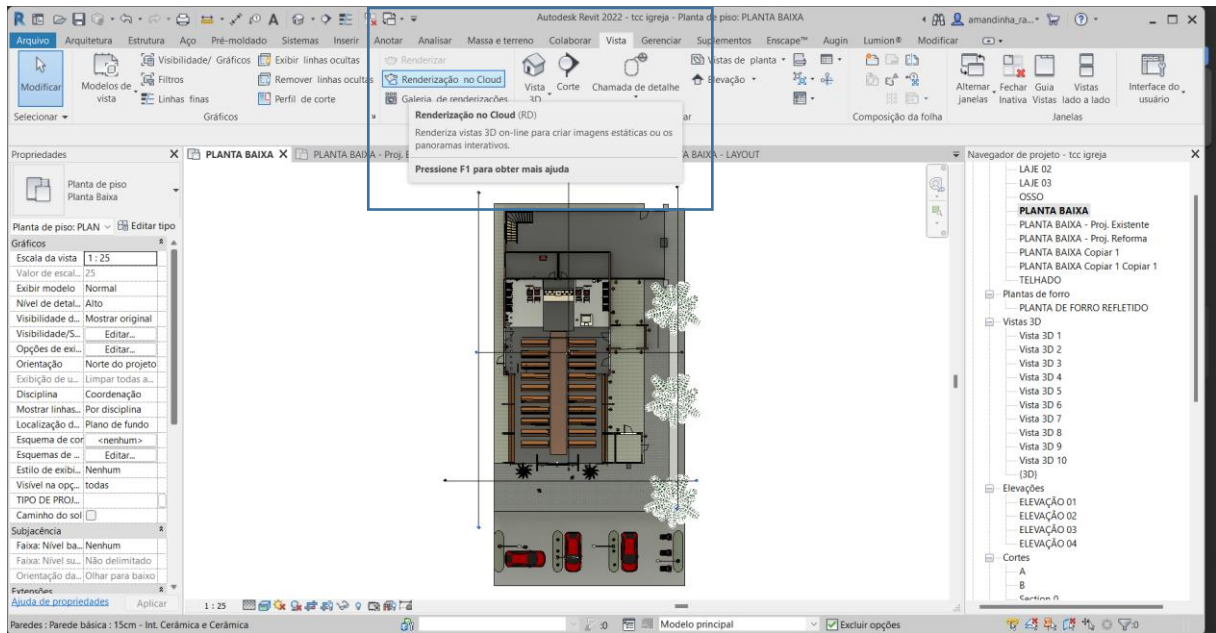 Autodesk Revit 2022 - tcc igreja - Planta de piso: PLANTA BAIXA
amandinha_ra...
Arquivo Arquitetura Estrutura Aço Pré-moldado Sistemas Inserir Anotar Analisar Massa e terreno Colaborar Vista Gerenciar Suplementos Enscape™ Augin Lumion® Modificar
Modificar
Modelos de vista
Visibilidade/ Gráficos
Filtros
Linhas finas
Exibir linhas ocultas
Remover linhas ocultas
Perfil de corte
Renderizar
Renderização no Cloud
Galeria de renderizações
Vista 3D
Corte
Chamada de detalhe
Vistas de planta
Elevação
Alternar janelas
Fechar Inativa
Guia Vistas
Vistas lado a lado
Interface do usuário
Selecionar
Gráficos
ar
Composição da folha
Janelas
Renderização no Cloud (RD)
Renderiza vistas 3D on-line para criar imagens estáticas ou os
panoramas interativos.
Pressione F1 para obter mais ajuda
Propriedades
PLANTA BAIXA
PLANTA BAIXA - Proj. E
A BAIXA - LAYOUT
Navegador de projeto - tcc igreja
Planta de piso
Planta Baixa
Planta de piso: PLAN
Editar tipo
Gráficos
Escala da vista 1 : 25
Valor de escal... 25
Exibir modelo Normal
Nível de detal... Alto
Visibilidade d... Mostrar original
Visibilidade/S... Editar...
Opções de exi... Editar...
Orientação Norte do projeto
Exibição de u... Limpar todas a...
Disciplina Coordenação
Mostrar linhas... Por disciplina
Localização d... Plano de fundo
Esquema de cor <nenhum>
Esquemas de ... Editar...
Estilo de exibi... Nenhum
Visível na opç... todas
TIPO DE PROJ...
Caminho do sol
Subjacência
Faixa: Nível ba... Nenhum
Faixa: Nível su... Não delimitado
Orientação da... Olhar para baixo
Extensões
Ajuda de propriedades
Aplicar
LAJE 02
LAJE 03
OSSO
PLANTA BAIXA
PLANTA BAIXA - Proj. Existente
PLANTA BAIXA - Proj. Reforma
PLANTA BAIXA Copiar 1
PLANTA BAIXA Copiar 1 Copiar 1
TELHADO
Plantas de forro
PLANTA DE FORRO REFLETIDO
Vistas 3D
Vista 3D 1
Vista 3D 2
Vista 3D 3
Vista 3D 4
Vista 3D 5
Vista 3D 6
Vista 3D 7
Vista 3D 8
Vista 3D 9
Vista 3D 10
{3D}
Elevações
ELEVAÇÃO 01
ELEVAÇÃO 02
ELEVAÇÃO 03
ELEVAÇÃO 04
Cortes
A
B
Section 0
1 : 25
Paredes : Parede básica : 15cm - Int. Cerâmica e Cerâmica
:0
Modelo principal
Excluir opções
:0